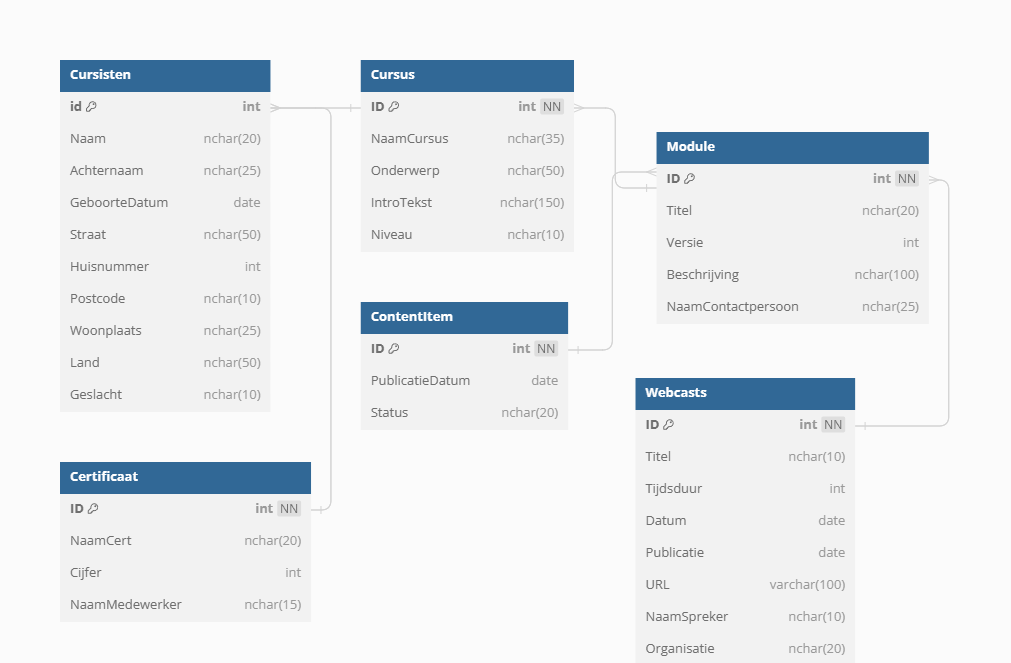 Cursisten
id int
Naam nchar(20)
Achternaam nchar(25)
GeboorteDatum date
Straat nchar(50)
Huisnummer int
Postcode nchar(10)
Woonplaats nchar(25)
Land nchar(50)
Geslacht nchar(10)
Certificaat
ID int NN
NaamCert nchar(20)
Cijfer int
NaamMedewerker nchar(15)
Cursus
ID int NN
NaamCursus nchar(35)
Onderwerp nchar(50)
IntroTekst nchar(150)
Niveau nchar(10)
ContentItem
ID int NN
PublicatieDatum date
Status nchar(20)
Module
ID int NN
Titel nchar(20)
Versie int
Beschrijving nchar(100)
NaamContactpersoon nchar(25)
Webcasts
ID int NN
Titel nchar(10)
Tijdsduur int
Datum date
Publicatie date
URL varchar(100)
NaamSpreker nchar(10)
Organisatie nchar(20)